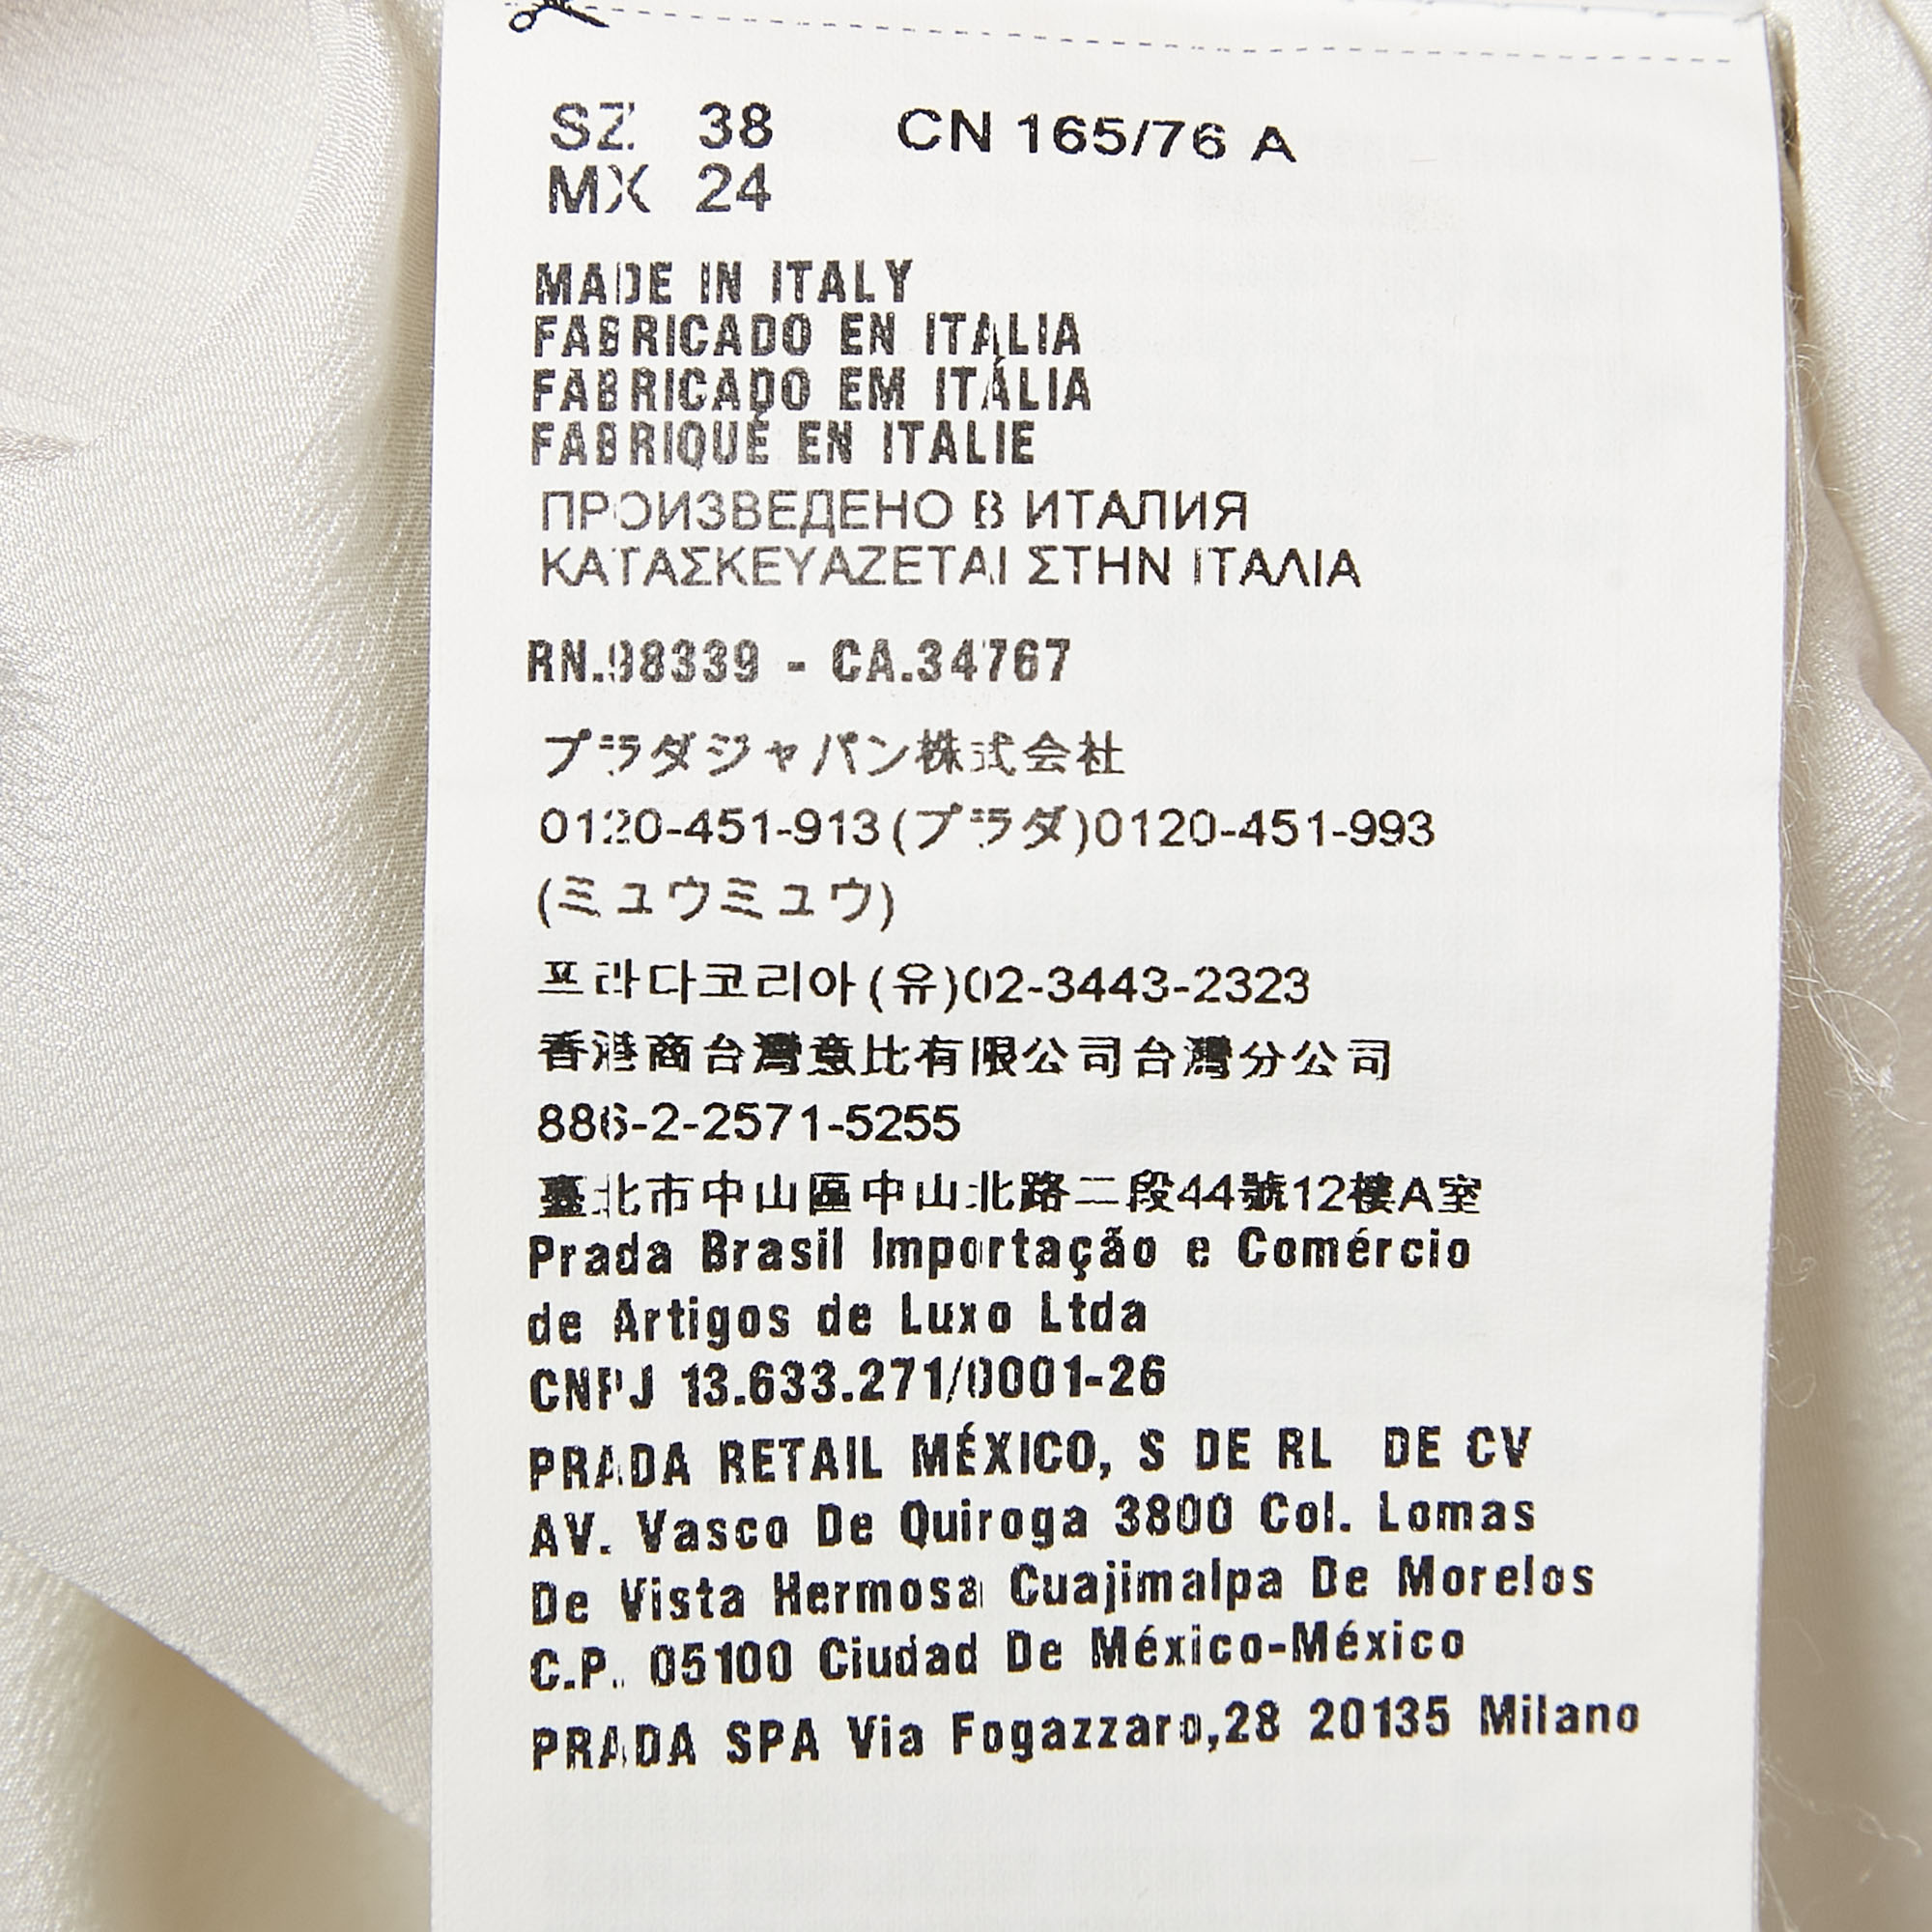 SZ 38 CN 165/76 A
MX 24
MADE IN ITALY
FABRICADO EN ITALIA
FABRICADO EM ITÁLIA
FABRIQUÉ EN ITALIE
ПРОИЗВЕДЕНО В ИТАЛИЯ
ΚΑΤΑΣΚΕΥΑΖΕΤΑΙ ΣΤΗΝ ΙΤΑΛΙΑ
RN.98339 - CA.34767
プラダジャパン株式会社
0120-451-913(プラダ)0120-451-993
(ミュウミュウ)
프라다코리아(유)02-3443-2323
香港商台灣意比有限公司台灣分公司
886-2-2571-5255
臺北市中山區中山北路二段44號12樓A室
Prada Brasil Importação e Comércio
de Artigos de Luxo Ltda
CNPJ 13.633.271/0001-26
PRADA RETAIL MÉXICO, S DE RL DE CV
AV. Vasco De Quiroga 3800 Col. Lomas
De Vista Hermosa Cuajimalpa De Morelos
C.P. 05100 Ciudad De México-México
PRADA SPA Via Fogazzaro,28 20135 Milano